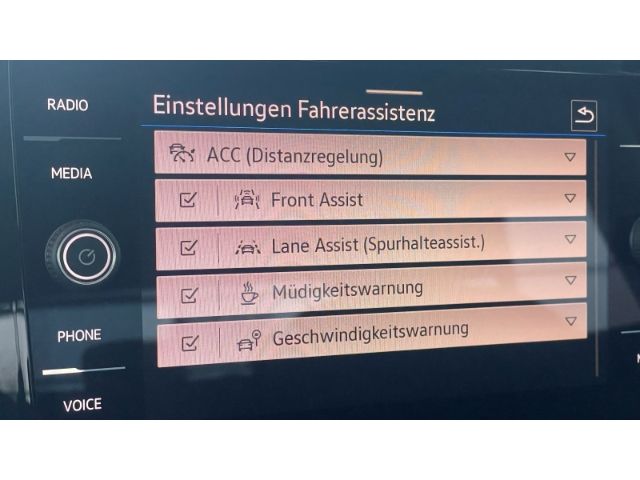 RADIO
MEDIA
PHONE
VOICE
Einstellungen Fahrerassistenz
ACC (Distanzregelung)
Front Assist
Lane Assist (Spurhalteassist.)
Müdigkeitswarnung
Geschwindigkeitswarnung